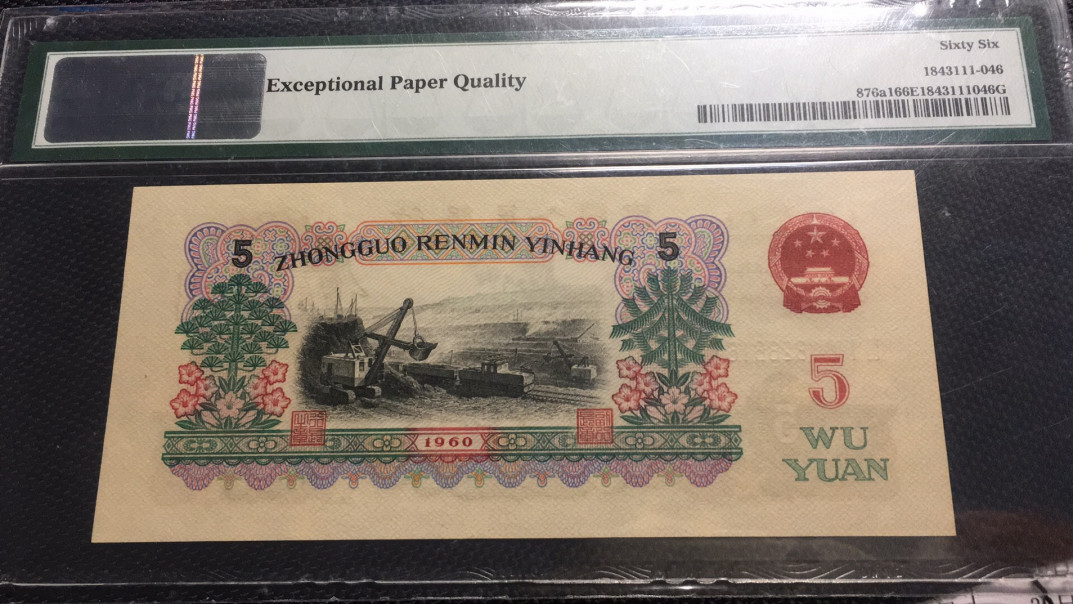 Sixty Six
Exceptional Paper Quality
1843111-046
876a166E1843111046G
5 ZHONGGUO RENMIN YINHANG 5
5
1960
WU
YUAN